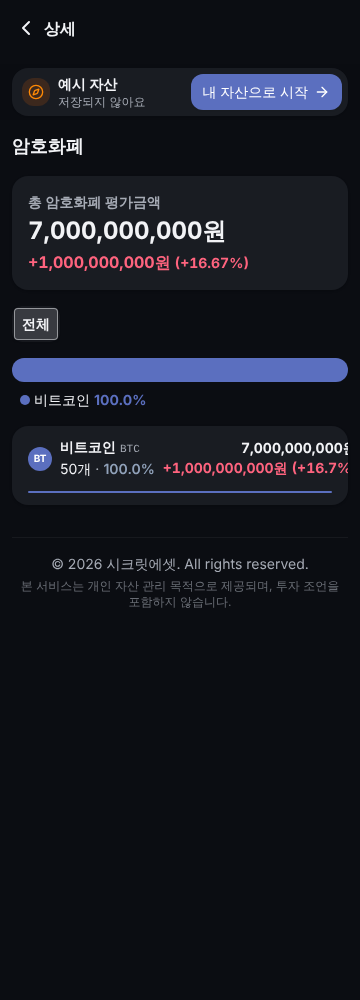 상세
예시 자산
저장되지 않아요
내 자산으로 시작
암호화폐
총 암호화폐 평가금액
7,000,000,000원
+1,000,000,000원 (+16.67%)
전체
비트코인 100.0%
BT
비트코인 BTC
7,000,000,000원
50개 · 100.0%
+1,000,000,000원 (+16.7%
© 2026 시크릿에셋. All rights reserved.
본 서비스는 개인 자산 관리 목적으로 제공되며, 투자 조언을
포함하지 않습니다.